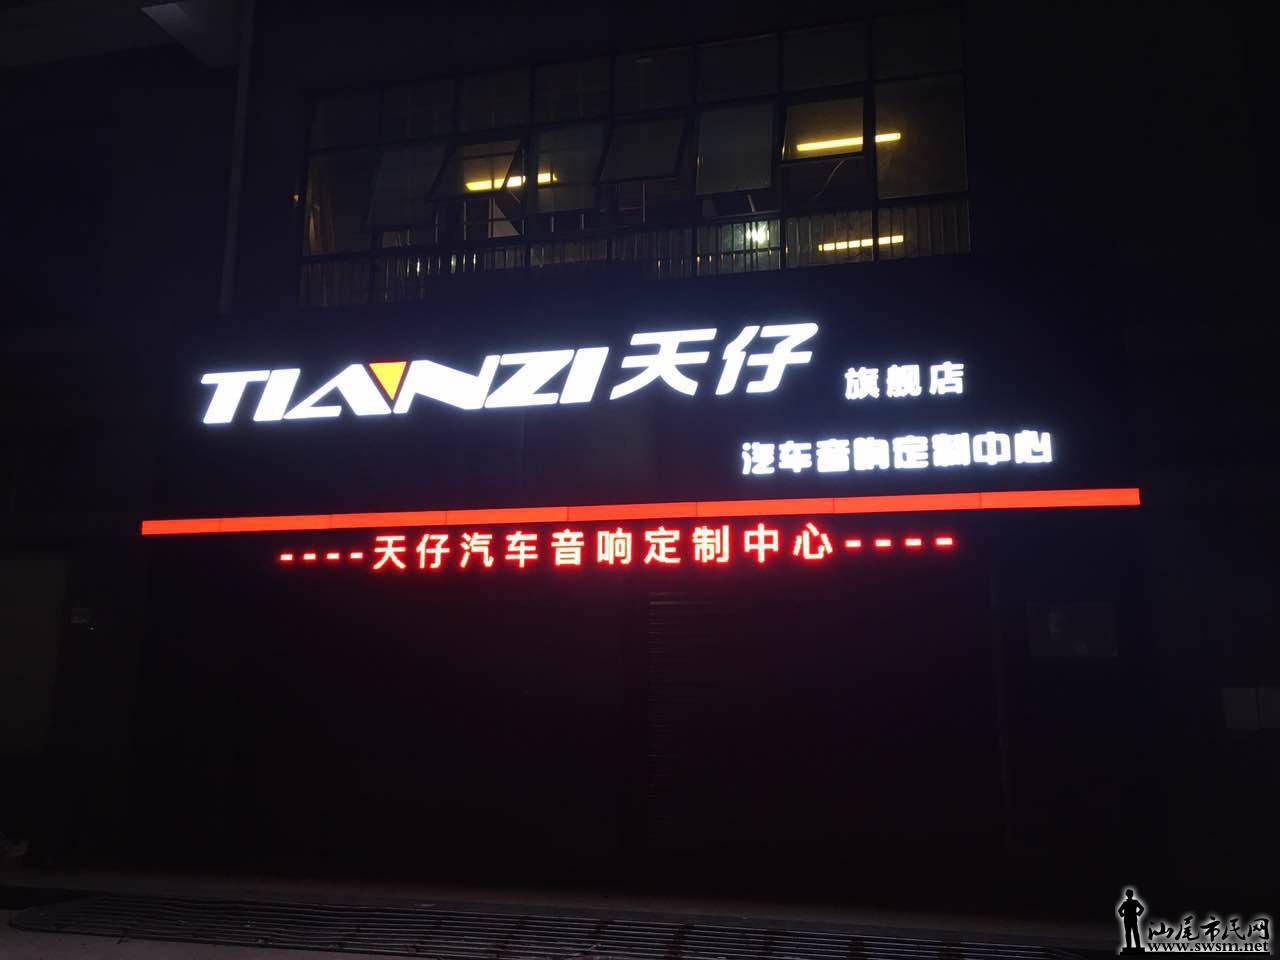 TIANZI天仔 旗舰店
汽车音响定制中心
----天仔汽车音响定制中心----
汕尾市民网
www.swsm.net